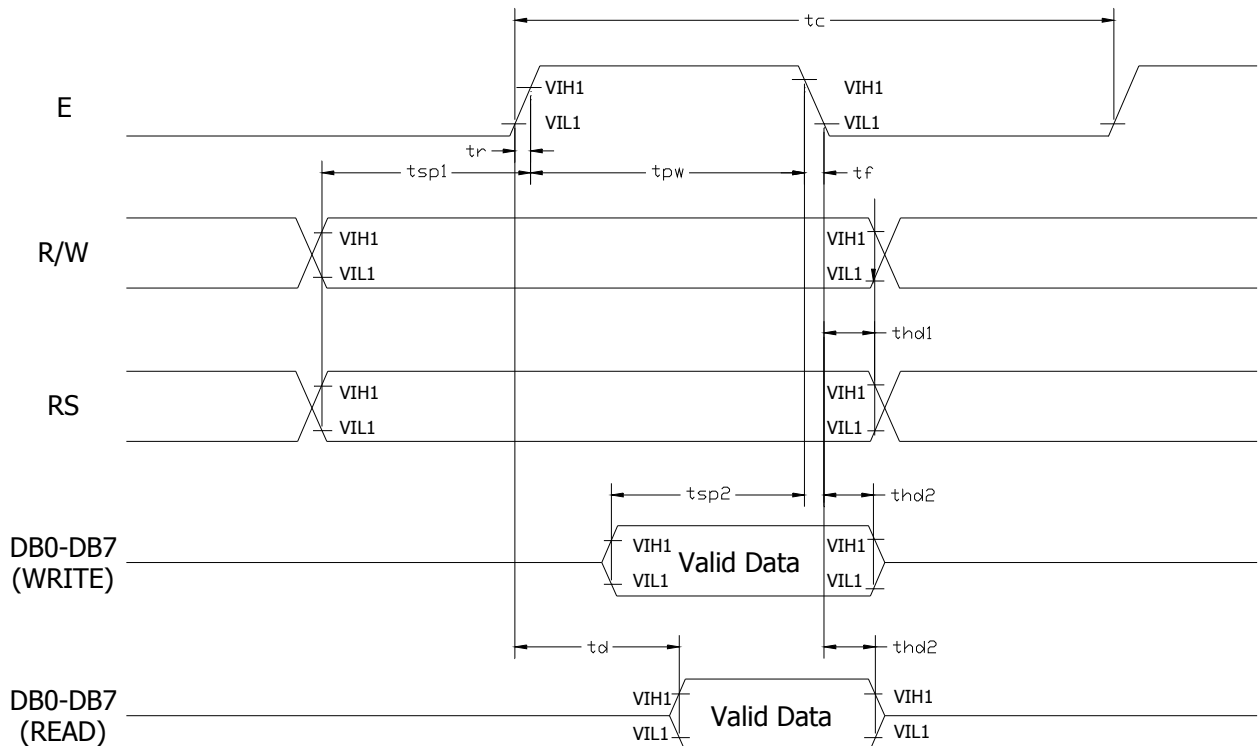 tc
E
VIH1
VIH1
VIL1
VIL1
tr
tsp1
tpw
tf
R/W
VIH1
VIH1
VIL1
VIL1
thd1
RS
VIH1
VIH1
VIL1
VIL1
tsp2
thd2
DB0-DB7
(WRITE)
VIH1
Valid Data
VIH1
VIL1
VIL1
td
thd2
DB0-DB7
(READ)
VIH1
Valid Data
VIH1
VIL1
VIL1